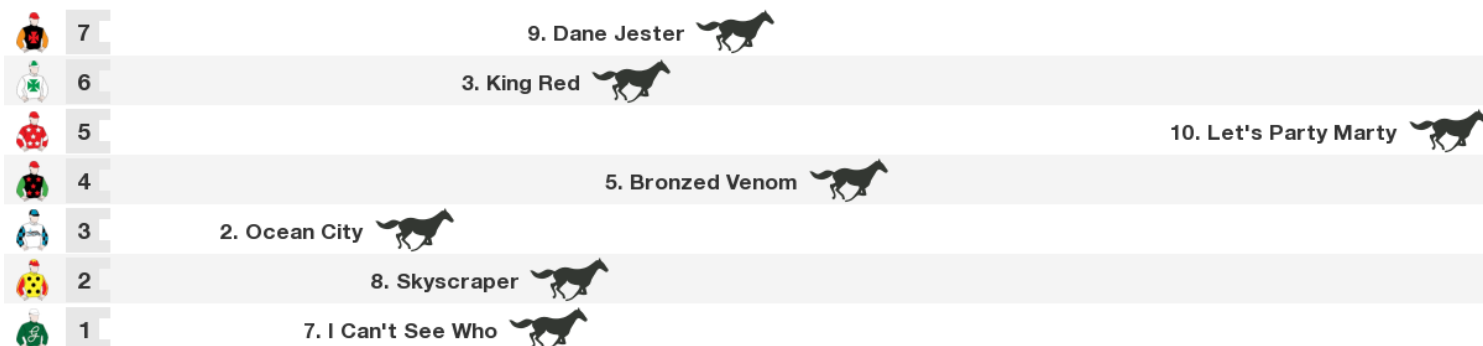 7 9. Dane Jester
6 3. King Red
5 10. Let's Party Marty
4 5. Bronzed Venom
3 2. Ocean City
2 8. Skyscraper
1 7. I Can't See Who